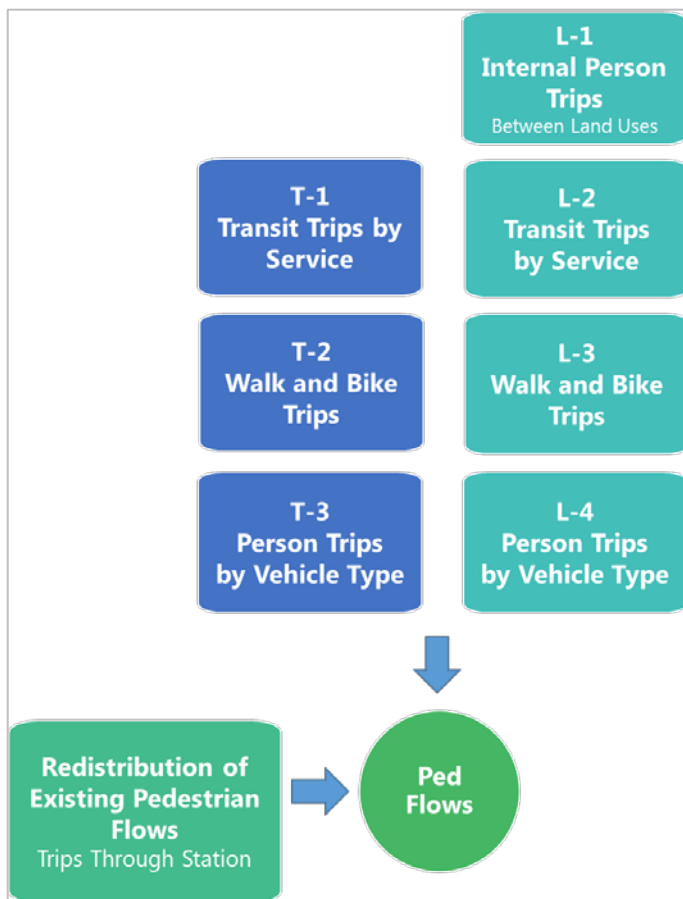 L-1
Internal Person
Trips
Between Land Uses
T-1
Transit Trips by
Service
L-2
Transit Trips
by Service
T-2
Walk and Bike
Trips
L-3
Walk and Bike
Trips
T-3
Person Trips
by Vehicle Type
L-4
Person Trips
by Vehicle Type
Redistribution of
Existing Pedestrian
Flows
Trips Through Station
Ped
Flows